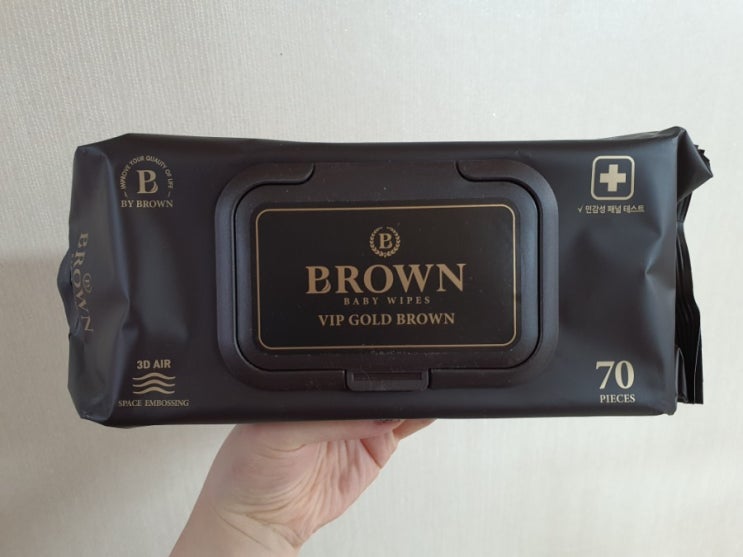 IMPROVE YOUR QUALITY OF LIFE
B
BY BROWN
✓ 민감성 패널 테스트
B
BROWN
BABY WIPES
VIP GOLD BROWN
BROWN
3D AIR
SPACE EMBOSSING
70
PIECES